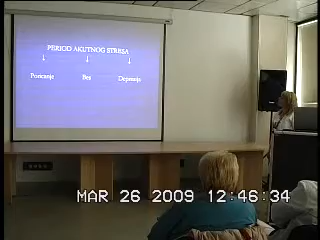 PERIOD AKUTNOG STRESA
Poricanje Bes Depresija
MAR 26 2009 12:46:34